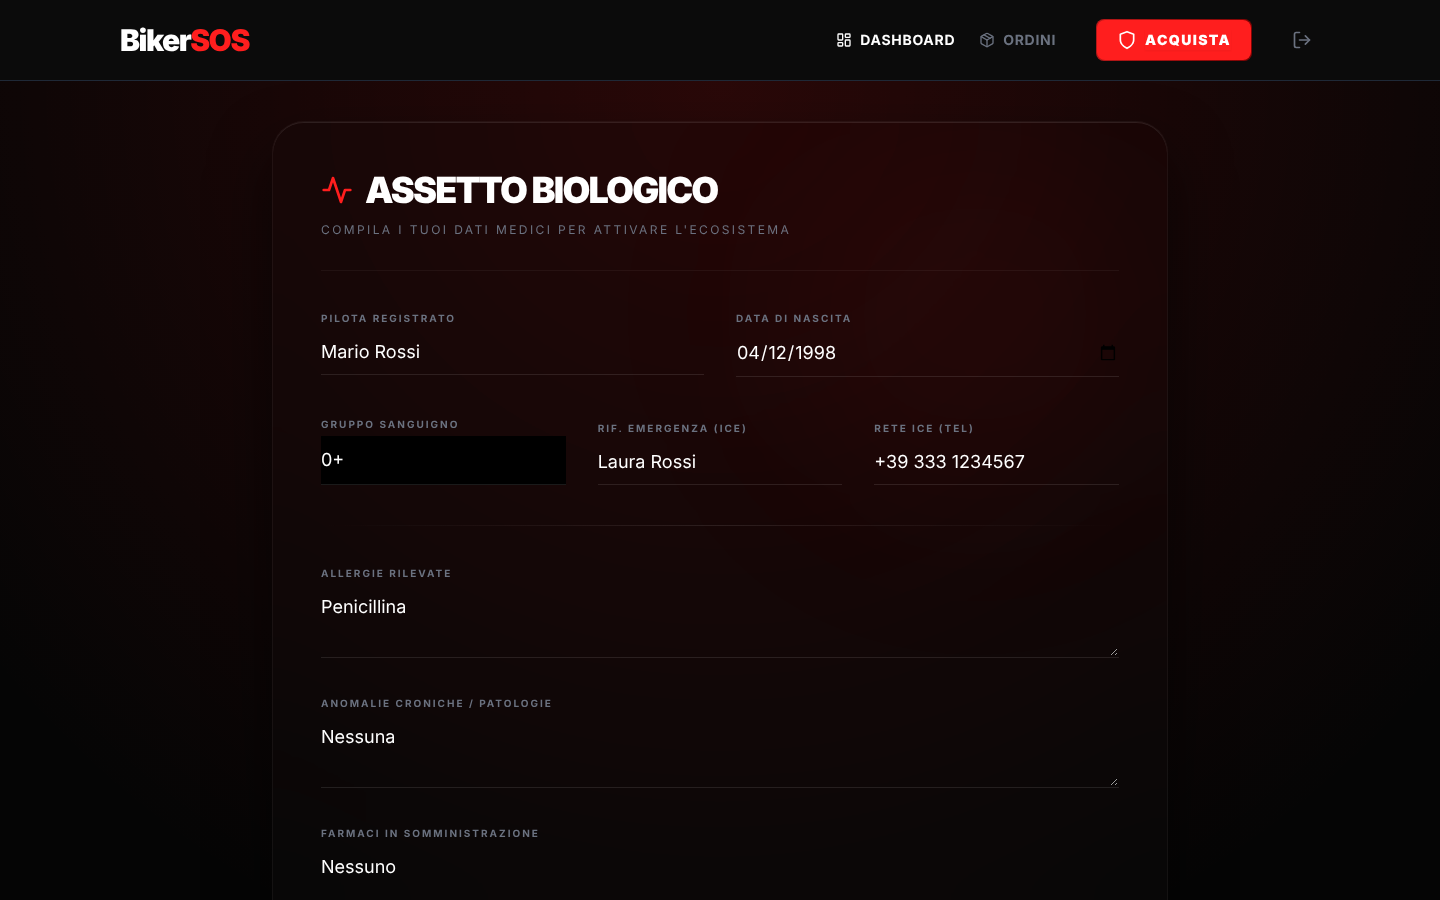 BikerSOS
DASHBOARD
ORDINI
ACQUISTA
ASSETTO BIOLOGICO
COMPILA I TUOI DATI MEDICI PER ATTIVARE L'ECOSISTEMA
PILOTA REGISTRATO
Mario Rossi
DATA DI NASCITA
04/12/1998
GRUPPO SANGUIGNO
0+
RIF. EMERGENZA (ICE)
Laura Rossi
RETE ICE (TEL)
+39 333 1234567
ALLERGIE RILEVATE
Penicillina
ANOMALIE CRONICHE / PATOLOGIE
Nessuna
FARMACI IN SOMMINISTRAZIONE
Nessuno